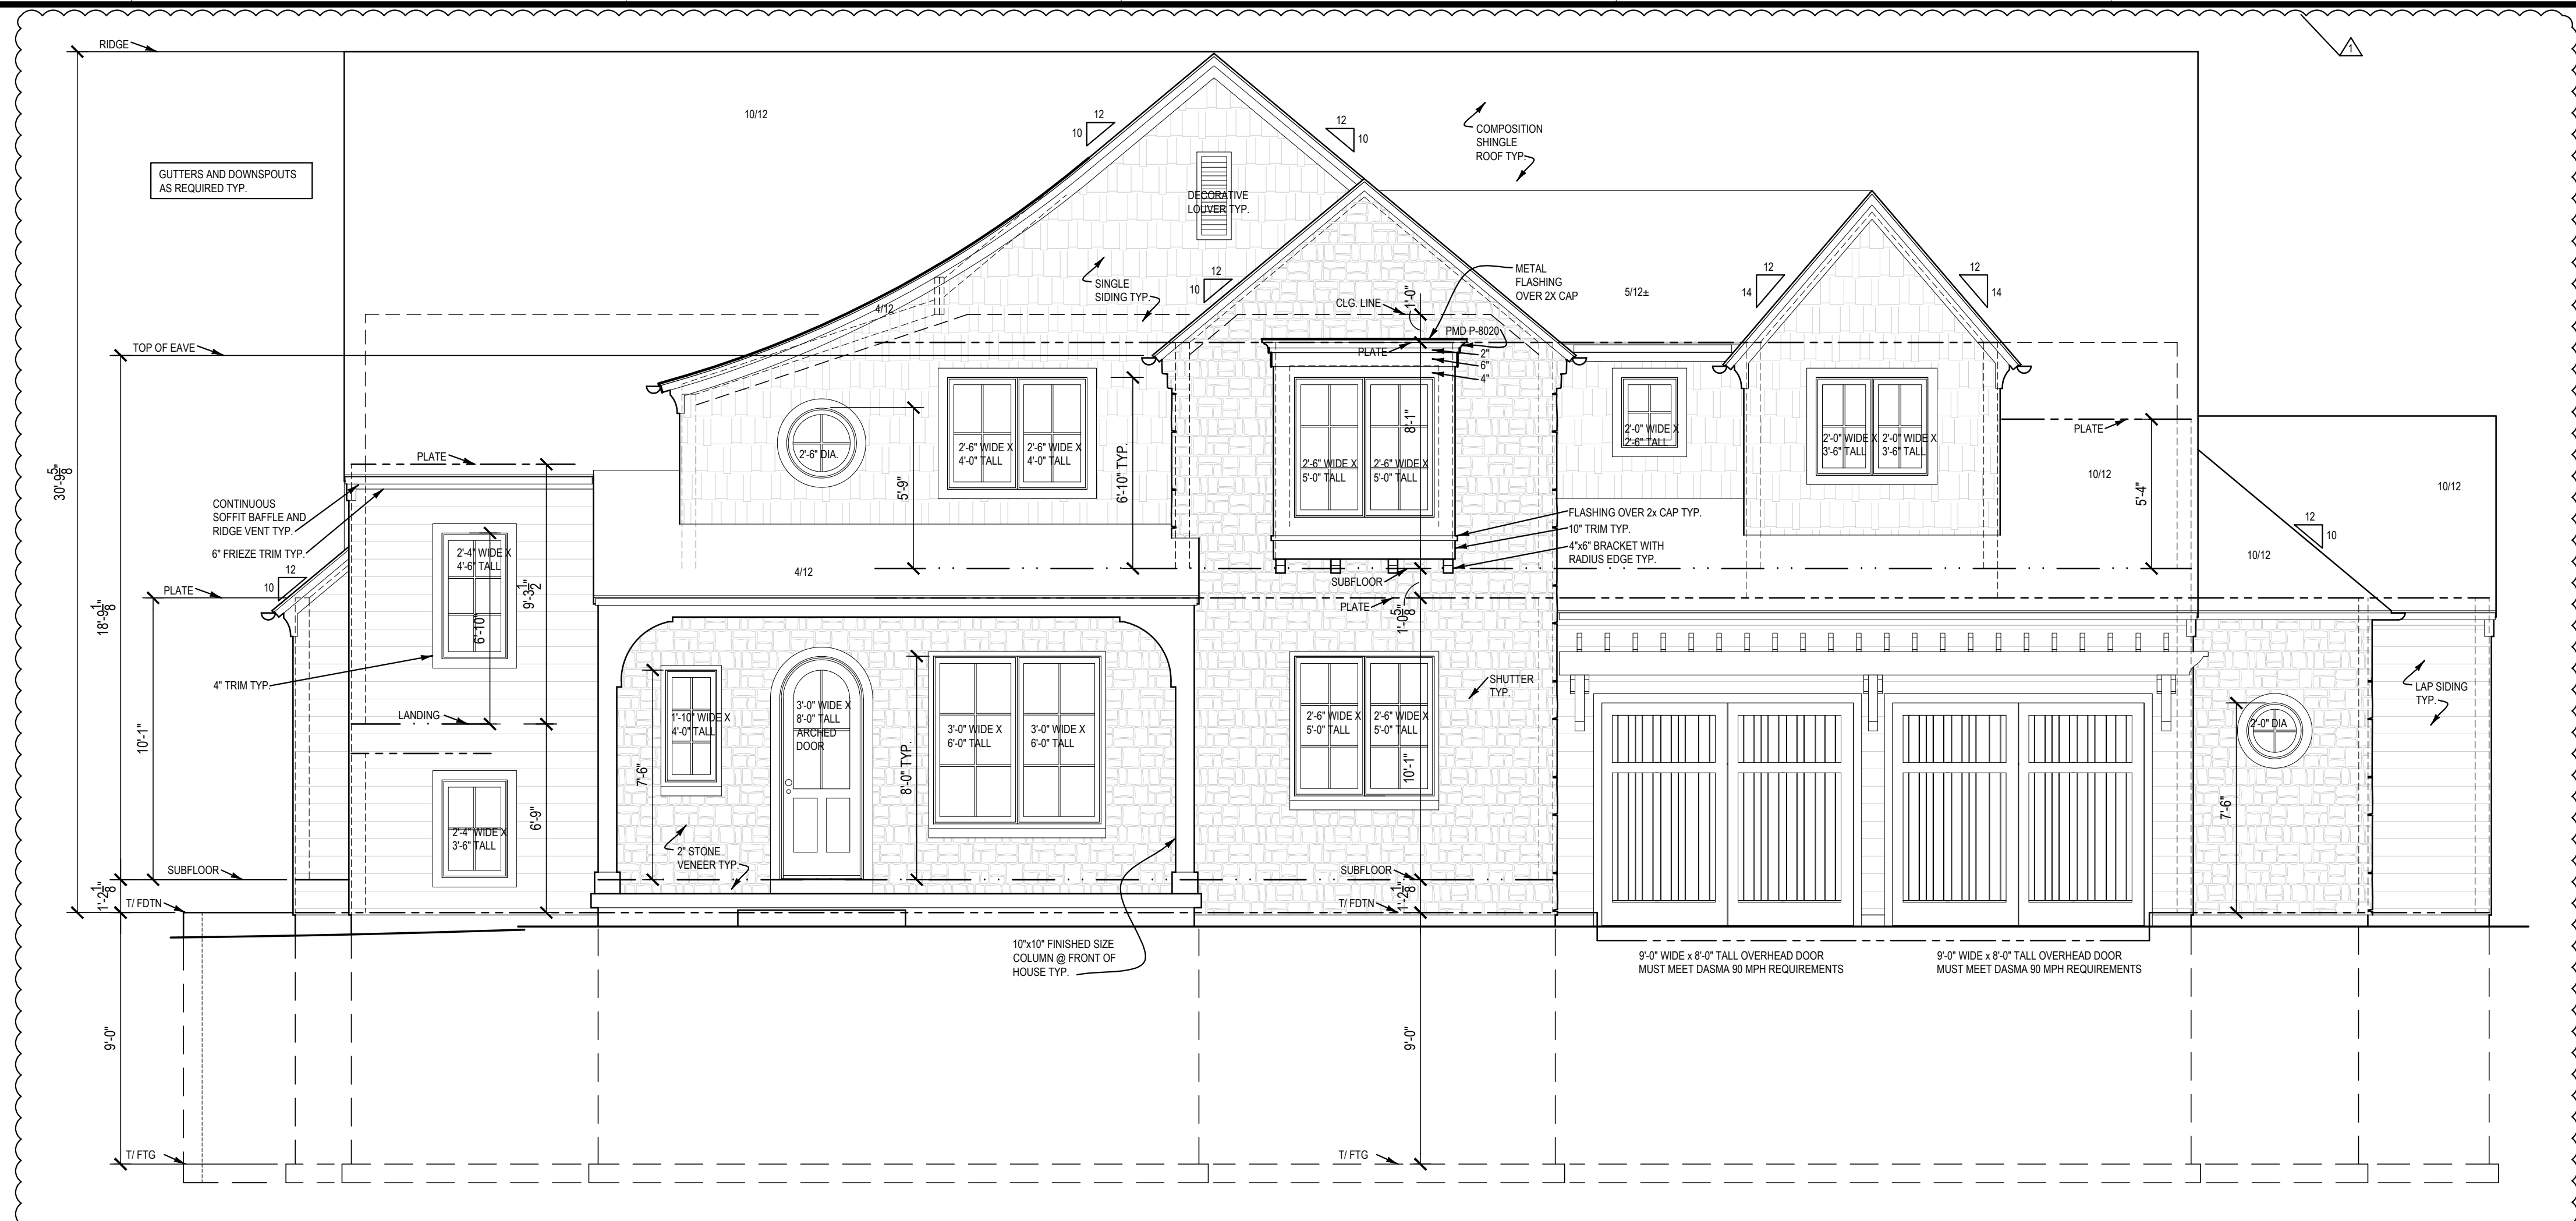 RIDGE
1
10/12
12
10
12
10
COMPOSITION
SHINGLE
ROOF TYP.
GUTTERS AND DOWNSPOUTS
AS REQUIRED TYP.
DECORATIVE
LOUVER TYP.
SINGLE
SIDING TYP.
12
10
METAL
FLASHING
OVER 2X CAP
CLG. LINE
1'-0"
5/12±
12
14
12
14
4/12
PMD P-8020
TOP OF EAVE
PLATE
2"
6"
4"
30'-9 5/8"
18'-9 1/8"
2'-6" DIA.
2'-6" WIDE X
4'-0" TALL
2'-6" WIDE X
4'-0" TALL
5'-9"
6'-10" TYP.
8'-1"
2'-6" WIDE X
5'-0" TALL
2'-6" WIDE X
5'-0" TALL
2'-0" WIDE X
2'-6" TALL
2'-0" WIDE X
3'-6" TALL
2'-0" WIDE X
3'-6" TALL
PLATE
10/12
5'-4"
10/12
PLATE
CONTINUOUS
SOFFIT BAFFLE AND
RIDGE VENT TYP.
6" FRIEZE TRIM TYP.
12
10
PLATE
2'-4" WIDE X
4'-6" TALL
9'-3 1/2"
6'-10"
4/12
FLASHING OVER 2x CAP TYP.
10" TRIM TYP.
4"x6" BRACKET WITH
RADIUS EDGE TYP.
SUBFLOOR
PLATE
1'-0 5/8"
12
10
10/12
4" TRIM TYP.
LANDING
10'-1"
6'-9"
2'-4" WIDE X
3'-6" TALL
7'-6"
1'-10" WIDE X
4'-0" TALL
3'-0" WIDE X
8'-0" TALL
ARCHED
DOOR
8'-0" TYP.
3'-0" WIDE X
6'-0" TALL
3'-0" WIDE X
6'-0" TALL
2'-6" WIDE X
5'-0" TALL
2'-6" WIDE X
5'-0" TALL
10'-1"
SHUTTER
TYP.
2'-0" DIA
7'-6"
LAP SIDING
TYP.
2" STONE
VENEER TYP.
SUBFLOOR
SUBFLOOR
1'-2 1/8"
1'-2 1/8"
T/ FDTN
T/ FDTN
10"x10" FINISHED SIZE
COLUMN @ FRONT OF
HOUSE TYP.
9'-0" WIDE x 8'-0" TALL OVERHEAD DOOR
MUST MEET DASMA 90 MPH REQUIREMENTS
9'-0" WIDE x 8'-0" TALL OVERHEAD DOOR
MUST MEET DASMA 90 MPH REQUIREMENTS
9'-0"
9'-0"
T/ FTG
T/ FTG